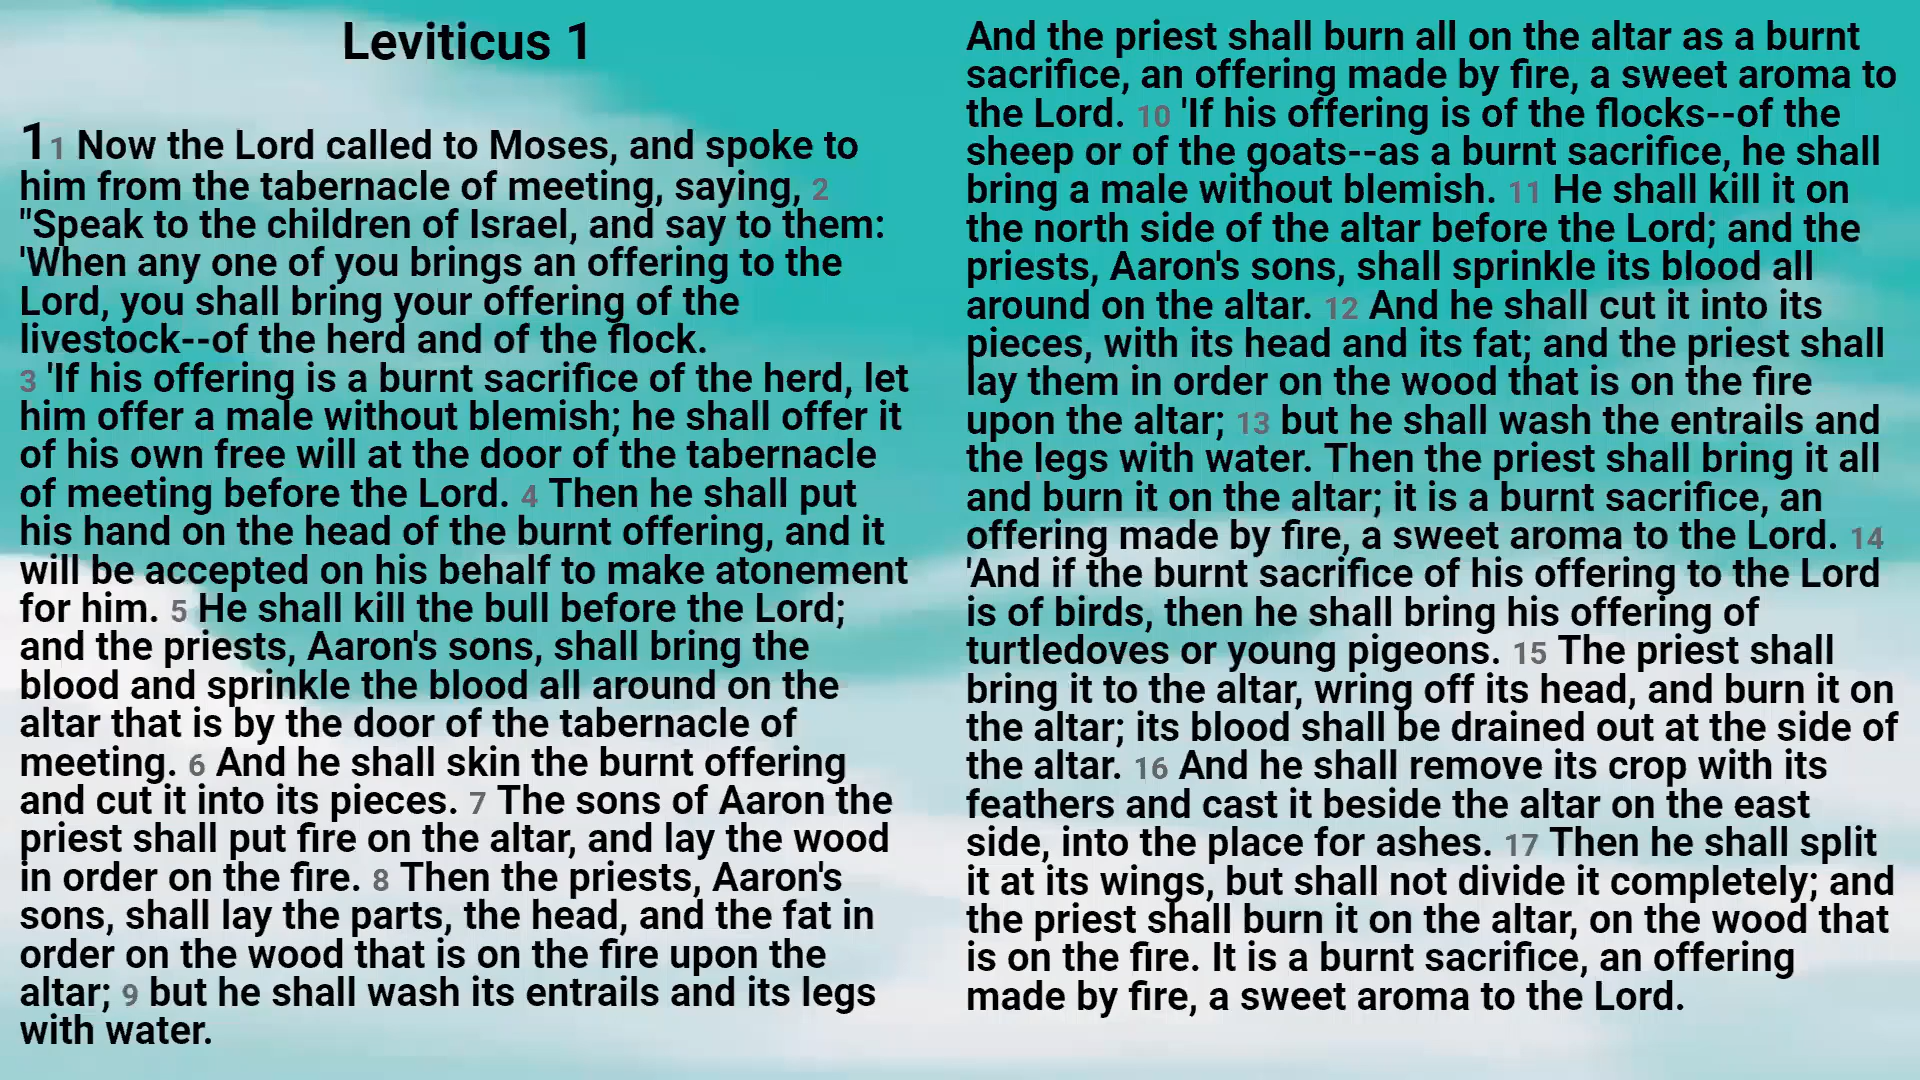 Leviticus 1
1 1 Now the Lord called to Moses, and spoke to
him from the tabernacle of meeting, saying, 2
"Speak to the children of Israel, and say to them:
'When any one of you brings an offering to the
Lord, you shall bring your offering of the
livestock--of the herd and of the flock.
3 'If his offering is a burnt sacrifice of the herd, let
him offer a male without blemish; he shall offer it
of his own free will at the door of the tabernacle
of meeting before the Lord. 4 Then he shall put
his hand on the head of the burnt offering, and it
will be accepted on his behalf to make atonement
for him. 5 He shall kill the bull before the Lord;
and the priests, Aaron's sons, shall bring the
blood and sprinkle the blood all around on the
altar that is by the door of the tabernacle of
meeting. 6 And he shall skin the burnt offering
and cut it into its pieces. 7 The sons of Aaron the
priest shall put fire on the altar, and lay the wood
in order on the fire. 8 Then the priests, Aaron's
sons, shall lay the parts, the head, and the fat in
order on the wood that is on the fire upon the
altar; 9 but he shall wash its entrails and its legs
with water.
And the priest shall burn all on the altar as a burnt
sacrifice, an offering made by fire, a sweet aroma to
the Lord. 10 'If his offering is of the flocks--of the
sheep or of the goats--as a burnt sacrifice, he shall
bring a male without blemish. 11 He shall kill it on
the north side of the altar before the Lord; and the
priests, Aaron's sons, shall sprinkle its blood all
around on the altar. 12 And he shall cut it into its
pieces, with its head and its fat; and the priest shall
lay them in order on the wood that is on the fire
upon the altar; 13 but he shall wash the entrails and
the legs with water. Then the priest shall bring it all
and burn it on the altar; it is a burnt sacrifice, an
offering made by fire, a sweet aroma to the Lord. 14
'And if the burnt sacrifice of his offering to the Lord
is of birds, then he shall bring his offering of
turtledoves or young pigeons. 15 The priest shall
bring it to the altar, wring off its head, and burn it on
the altar; its blood shall be drained out at the side of
the altar. 16 And he shall remove its crop with its
feathers and cast it beside the altar on the east
side, into the place for ashes. 17 Then he shall split
it at its wings, but shall not divide it completely; and
the priest shall burn it on the altar, on the wood that
is on the fire. It is a burnt sacrifice, an offering
made by fire, a sweet aroma to the Lord.